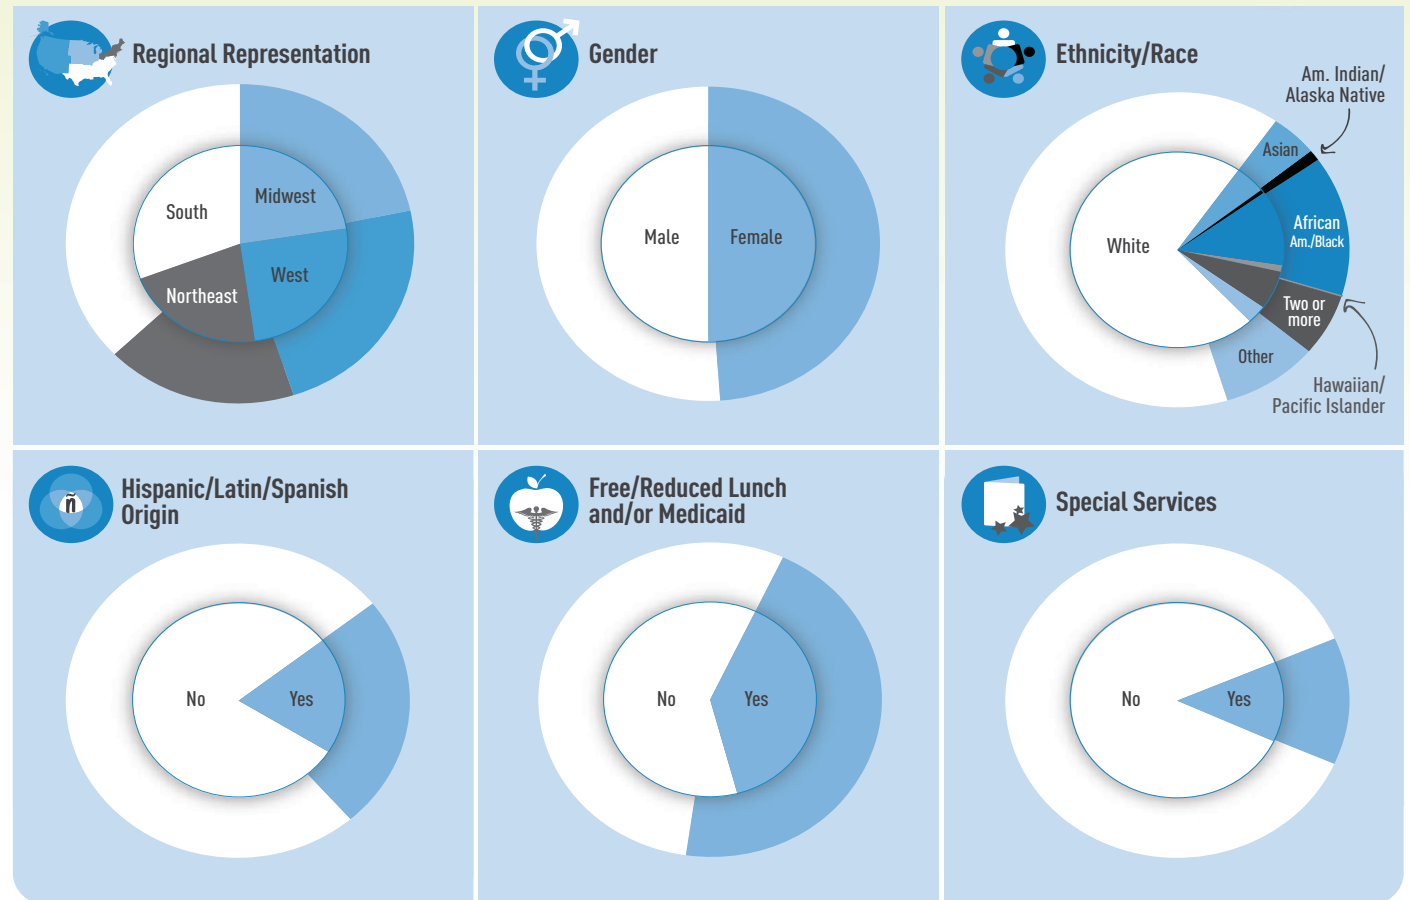 Regional Representation
South
Midwest
West
Northeast
Gender
Male
Female
Ethnicity/Race
Am. Indian/
Alaska Native
Asian
African
Am./Black
White
Two or
more
Other
Hawaiian/
Pacific Islander
ñ
Hispanic/Latin/Spanish
Origin
No
Yes
Free/Reduced Lunch
and/or Medicaid
No
Yes
Special Services
No
Yes